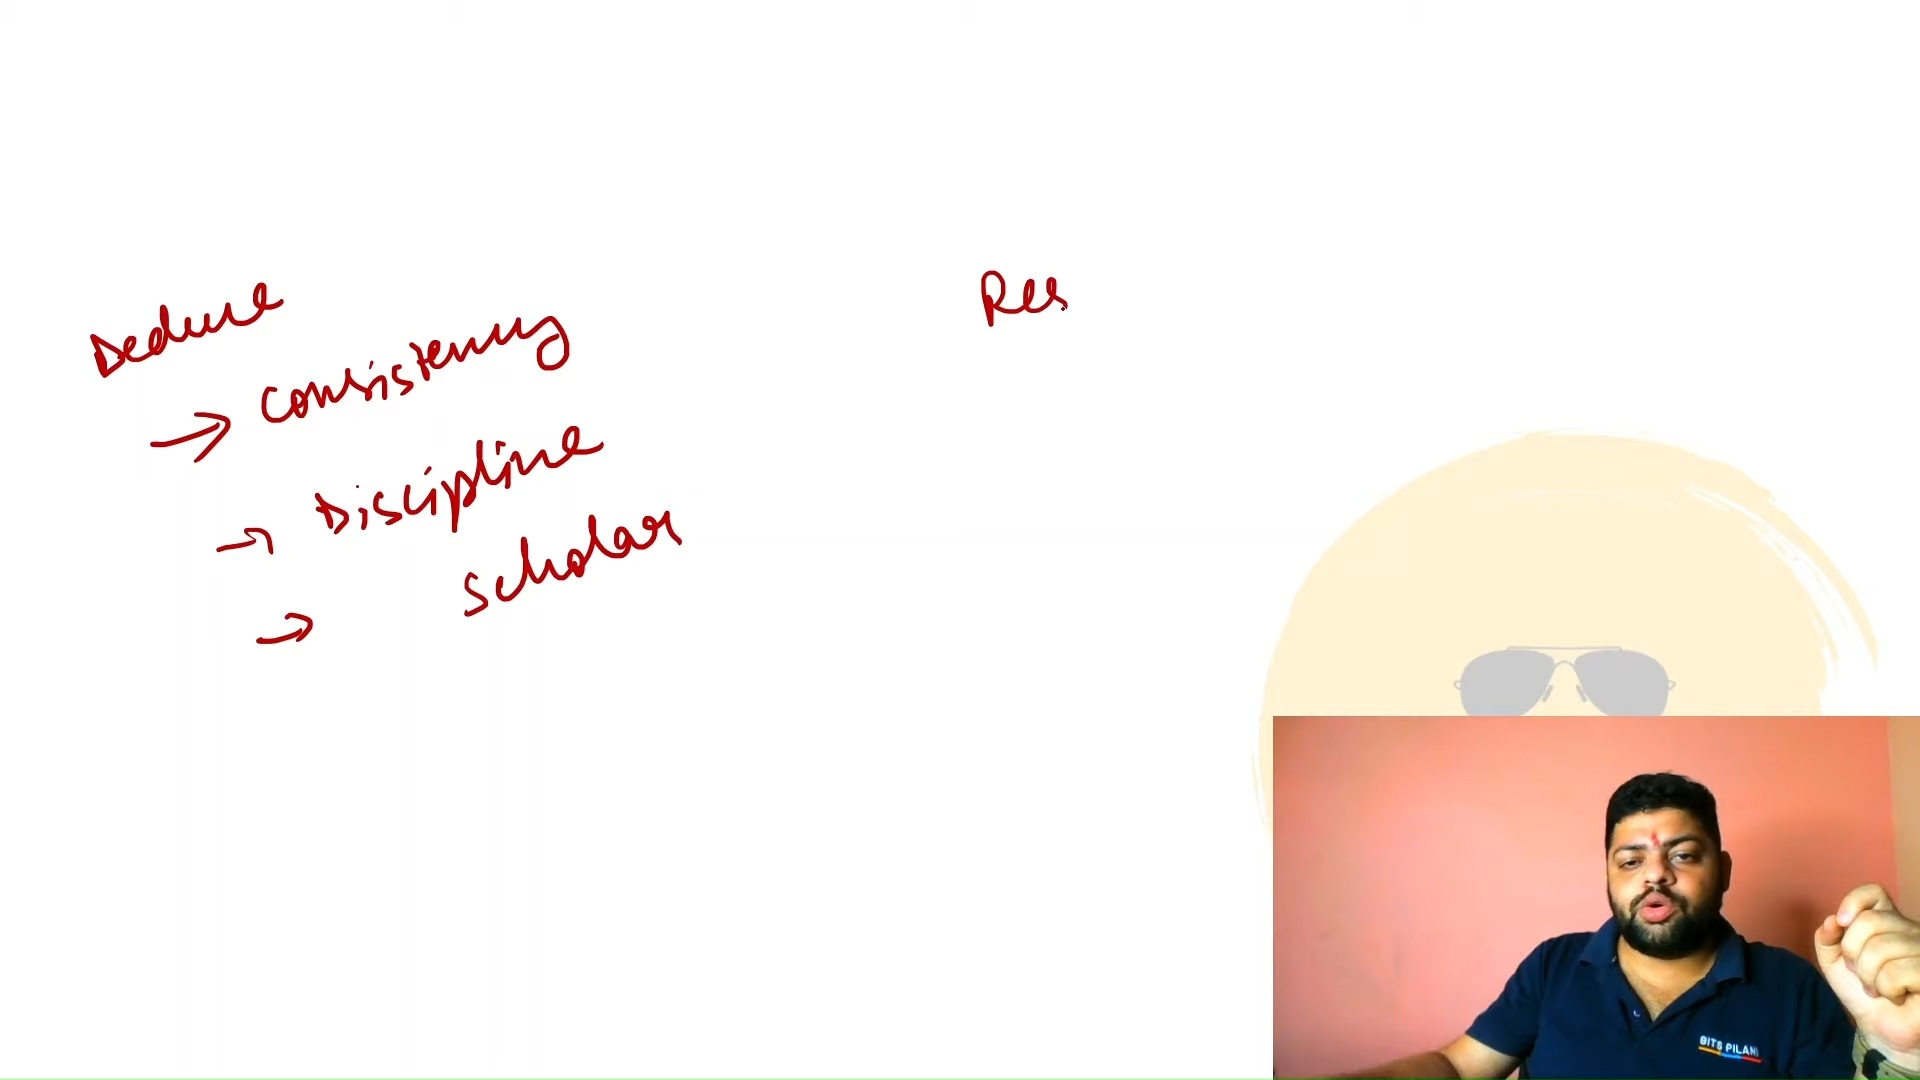 Deduce
→ Consistency
→ Discipline
→ Scholar
Res
BITS PILANI